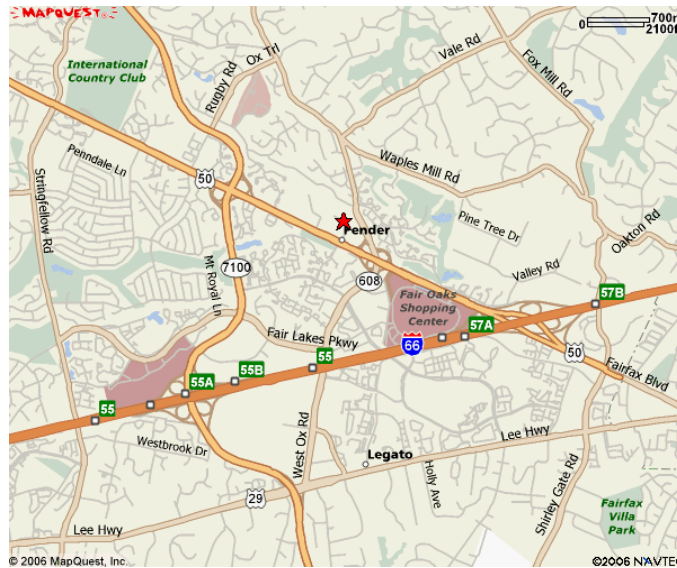 MAPQUEST
0 700m
2100ft
International
Country Club
Rugby Rd
Ox Trl
Vale Rd
Fox Mill Rd
Penndale Ln
50
Waples Mill Rd
Stringfellow Rd
Pender
Pine Tree Dr
Oakton Rd
7100
Mt Royal Ln
608
Valley Rd
Fair Oaks
Shopping
Center
57B
57A
Fair Lakes Pkwy
66
55
50
Fairfax Blvd
55B
55A
55
Westbrook Dr
West Ox Rd
Legato
Lee Hwy
Holly Ave
29
Shirley Gate Rd
Lee Hwy
Fairfax
Villa
Park
© 2006 MapQuest, Inc.
©2006 NAVTEQ